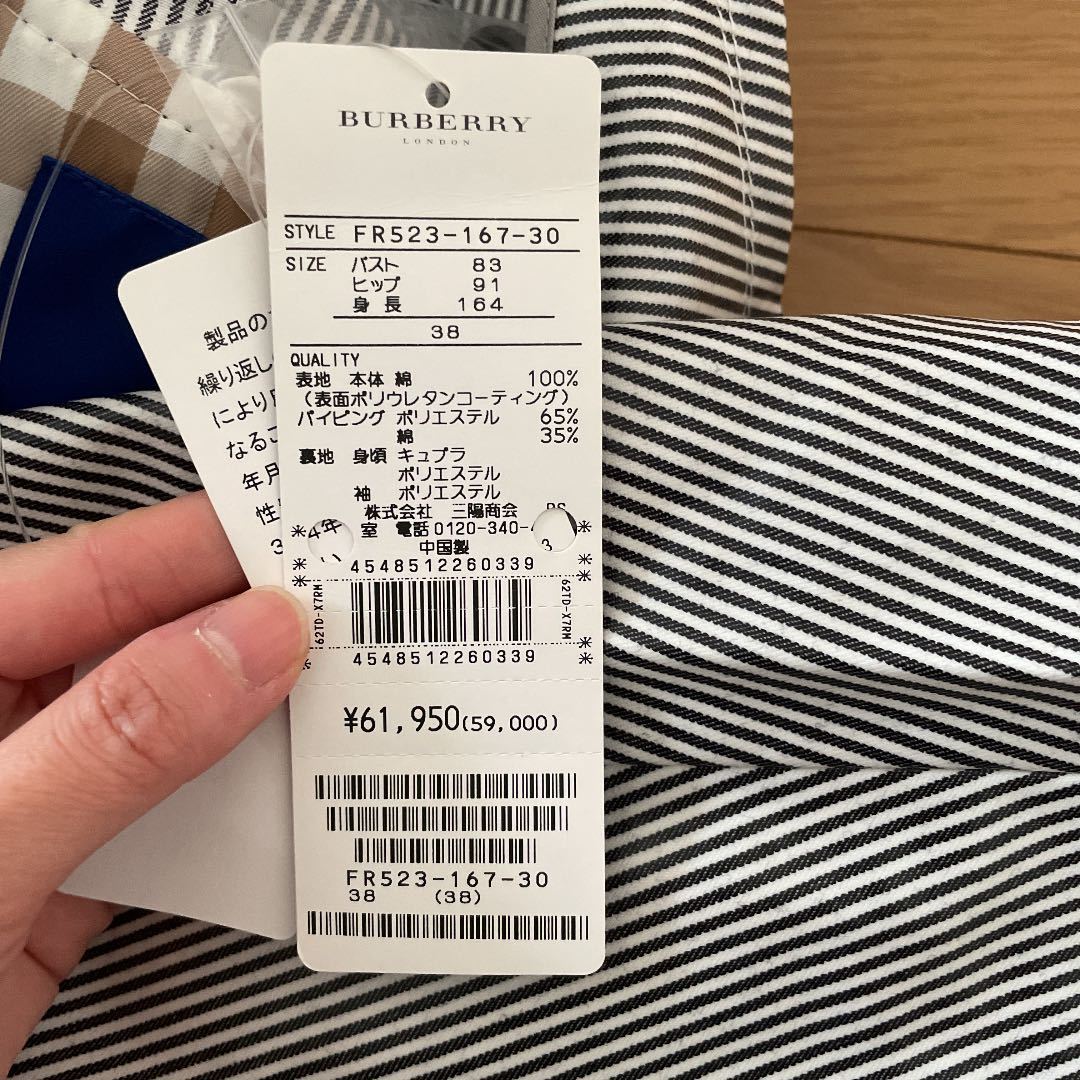 BURBERRY
LONDON
STYLE FR523-167-30
SIZE バスト 83
ヒップ 91
身長 164
38
QUALITY
表地 本体 綿 100%
(表面ポリウレタンコーティング)
パイピング ポリエステル 65%
綿 35%
裏地 身頃 キュプラ
ポリエステル
袖 ポリエステル
株式会社 三陽商会
室 電話 0120-340-
中国製
4548512260339
62TD-X7RM
62TD-X7RM
4548512260339
¥61,950(59,000)
FR523-167-30
38 (38)
製品の
繰り返し
により
なるこ
年月
性